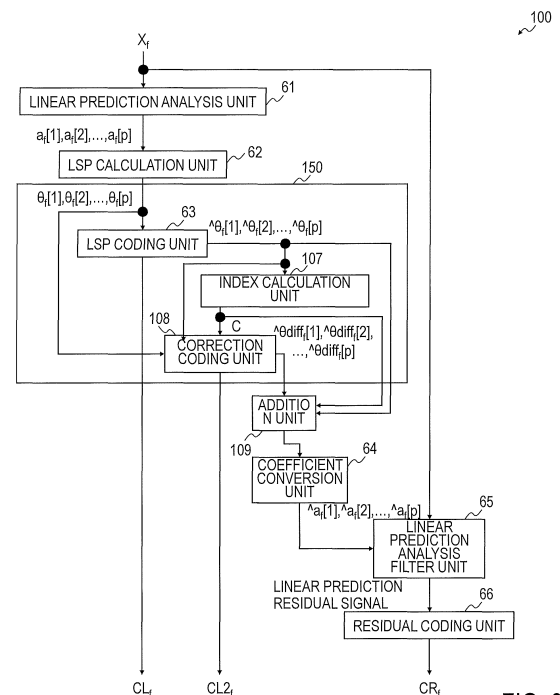 100
Xf
LINEAR PREDICTION ANALYSIS UNIT
61
af[1],af[2],...,af[p]
LSP CALCULATION UNIT
62
150
θf[1],θf[2],...,θf[p]
63
LSP CODING UNIT
^θf[1],^θf[2],...,^θf[p]
107
INDEX CALCULATION
UNIT
108
C
^θdifff[1],^θdifff[2],
...,^θdifff[p]
CORRECTION
CODING UNIT
ADDITIO
N UNIT
109
64
COEFFICIENT
CONVERSION
UNIT
^af[1],^af[2],...,^af[p]
65
LINEAR
PREDICTION
ANALYSIS
FILTER UNIT
LINEAR PREDICTION
RESIDUAL SIGNAL
66
RESIDUAL CODING UNIT
CLf
CL2f
CRf